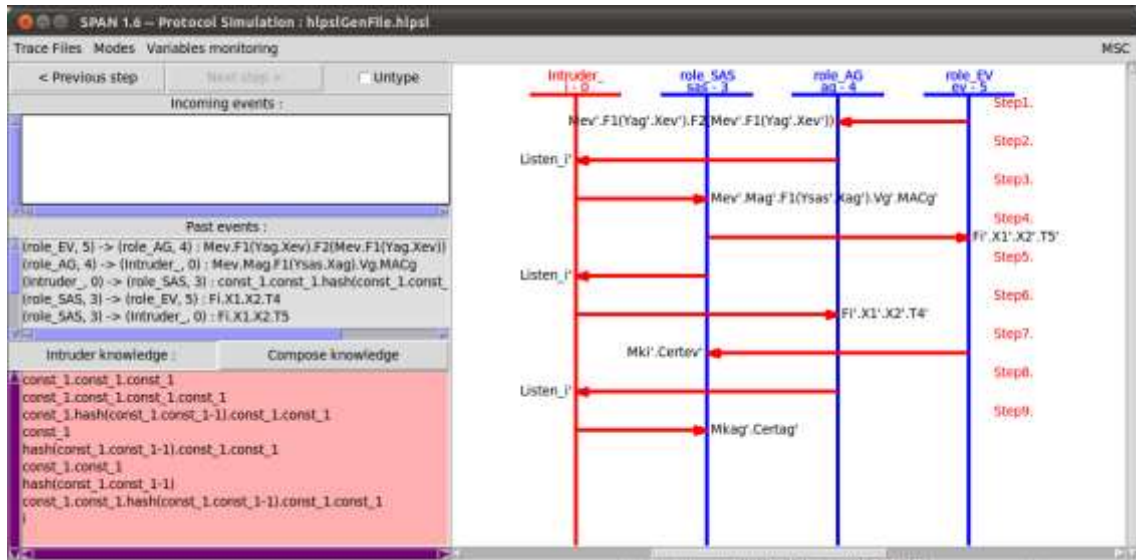 SPAN 1.6 – Protocol Simulation : hlpslGenFile.hlpsl
Trace Files Modes Variables monitoring MSC
< Previous step Next step > Untype
Incoming events :
Past events :
(role_EV, 5) -> (role_AG, 4) : Mev.F1(Yag.Xev).F2(Mev.F1(Yag.Xev))
(role_AG, 4) -> (Intruder_, 0) : Mev.Mag.F1(Ysas.Xag).Vg.MACg
(Intruder_, 0) -> (role_SAS, 3) : const_1.const_1.hash(const_1.const_
(role_SAS, 3) -> (role_EV, 5) : Fi.X1.X2.T4
(role_SAS, 3) -> (Intruder_, 0) : Fi.X1.X2.T5
Intruder knowledge : Compose knowledge
const_1.const_1.const_1
const_1.const_1.const_1.const_1
const_1.hash(const_1.const_1-1).const_1.const_1
const_1
hash(const_1.const_1-1).const_1.const_1
const_1.const_1
hash(const_1.const_1-1)
const_1.const_1.hash(const_1.const_1-1).const_1.const_1
i
Intruder_ role_SAS role_AG role_EV
i - 0 sas - 3 ag - 4 ev - 5
Step1.
Mev'.F1(Yag'.Xev').F2(Mev'.F1(Yag'.Xev'))
Step2.
Listen_i'
Step3.
Mev'.Mag'.F1(Ysas'.Xag').Vg'.MACg'
Step4.
Fi'.X1'.X2'.T5'
Step5.
Listen_i'
Step6.
Fi'.X1'.X2'.T4'
Step7.
Mki'.Certev'
Step8.
Listen_i'
Step9.
Mkag'.Certag'